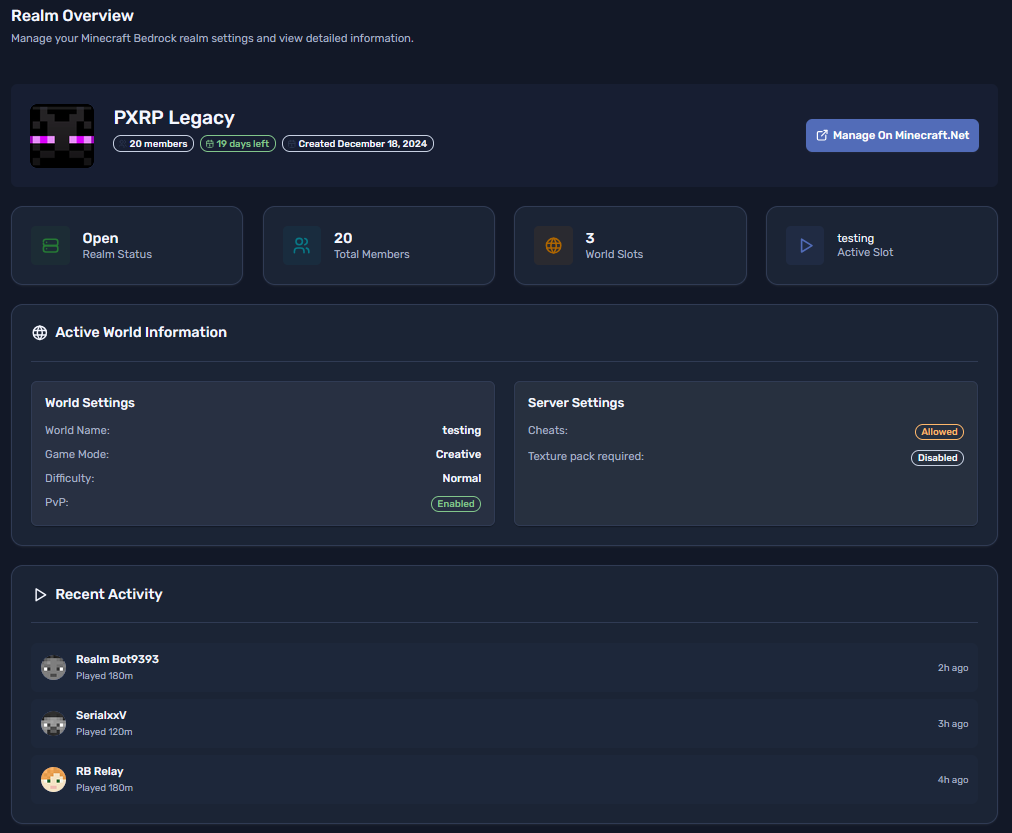 Realm Overview
Manage your Minecraft Bedrock realm settings and view detailed information.
PXRP Legacy
20 members
19 days left
Created December 18, 2024
Manage On Minecraft.Net
Open
Realm Status
20
Total Members
3
World Slots
testing
Active Slot
Active World Information
World Settings
World Name: testing
Game Mode: Creative
Difficulty: Normal
PvP: Enabled
Server Settings
Cheats: Allowed
Texture pack required: Disabled
Recent Activity
Realm Bot9393
Played 180m
2h ago
SerialxxV
Played 120m
3h ago
RB Relay
Played 180m
4h ago